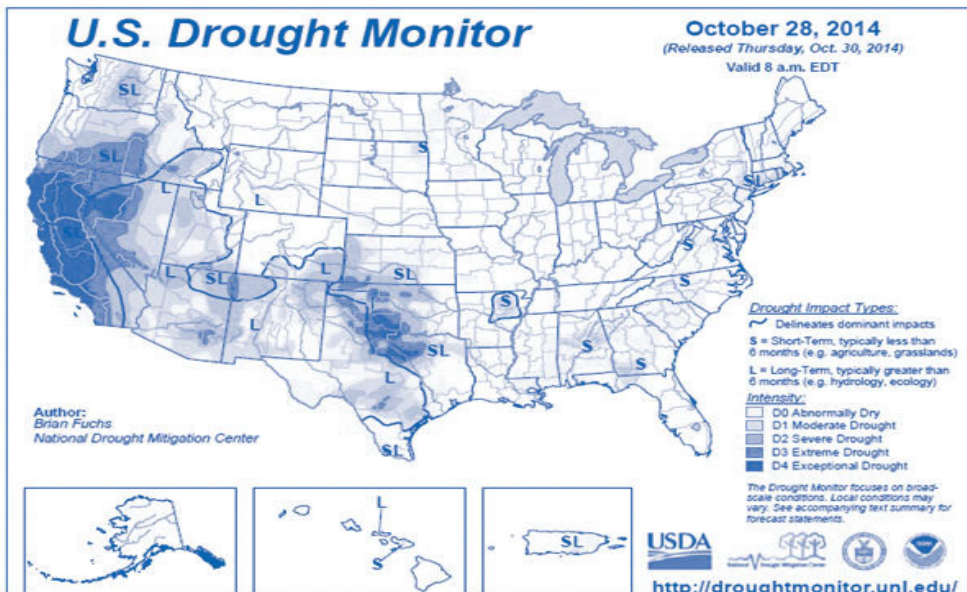 U.S. Drought Monitor
October 28, 2014
(Released Thursday, Oct. 30, 2014)
Valid 8 a.m. EDT
SL
SL
SL
L
L
S
SL
L
L
SL
L
SL
L
SL
S
S
S
S
S
SL
S
Drought Impact Types:
Delineates dominant impacts
S = Short-Term, typically less than
6 months (e.g. agriculture, grasslands)
L = Long-Term, typically greater than
6 months (e.g. hydrology, ecology)
Intensity:
D0 Abnormally Dry
D1 Moderate Drought
D2 Severe Drought
D3 Extreme Drought
D4 Exceptional Drought
Author:
Brian Fuchs
National Drought Mitigation Center
The Drought Monitor focuses on broad-
scale conditions. Local conditions may
vary. See accompanying text summary for
forecast statements.
L
S
SL
USDA
National Drought Mitigation Center
http://droughtmonitor.unl.edu/